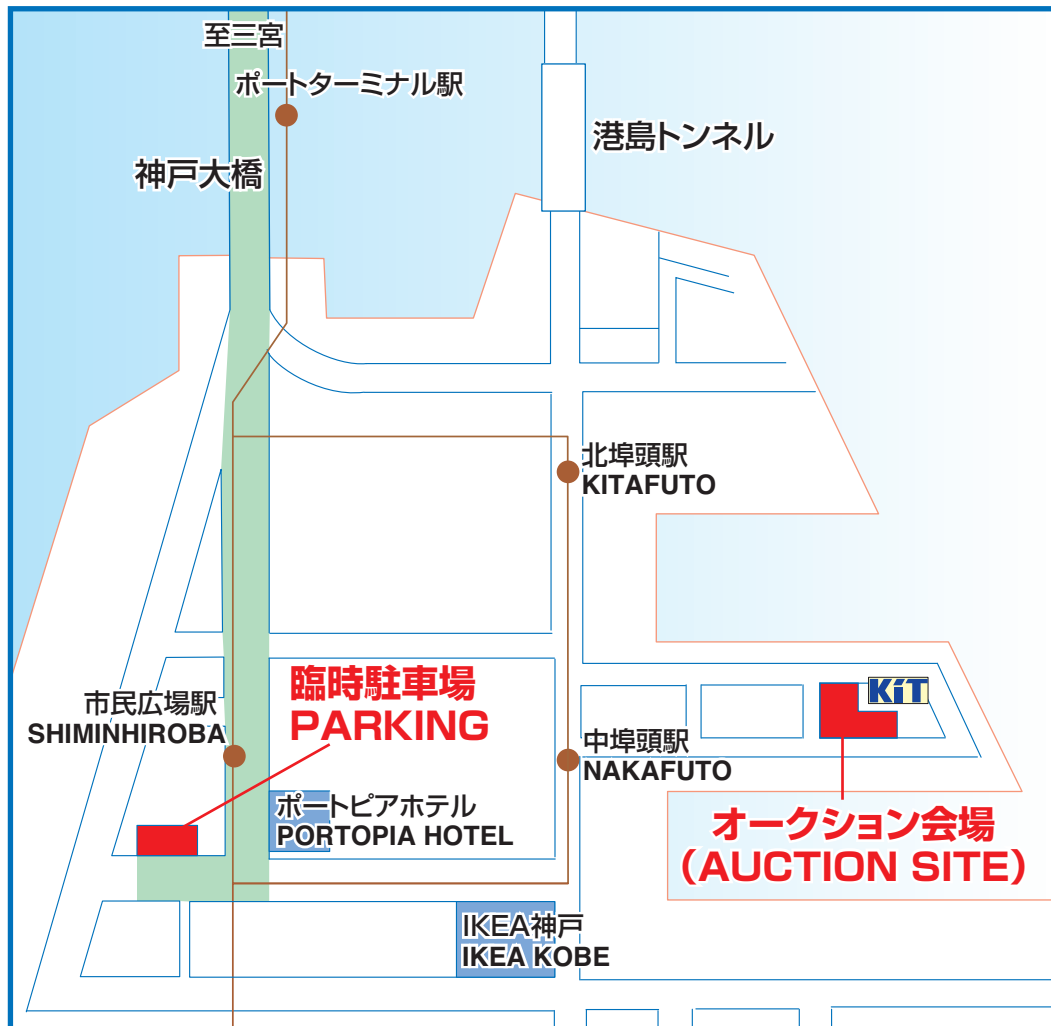 至三宮
ポートターミナル駅
港島トンネル
神戸大橋
北埠頭駅
KITAFUTO
臨時駐車場
PARKING
市民広場駅
SHIMINHIROBA
KiT
中埠頭駅
NAKAFUTO
ポートピアホテル
PORTOPIA HOTEL
オークション会場
(AUCTION SITE)
IKEA神戸
IKEA KOBE